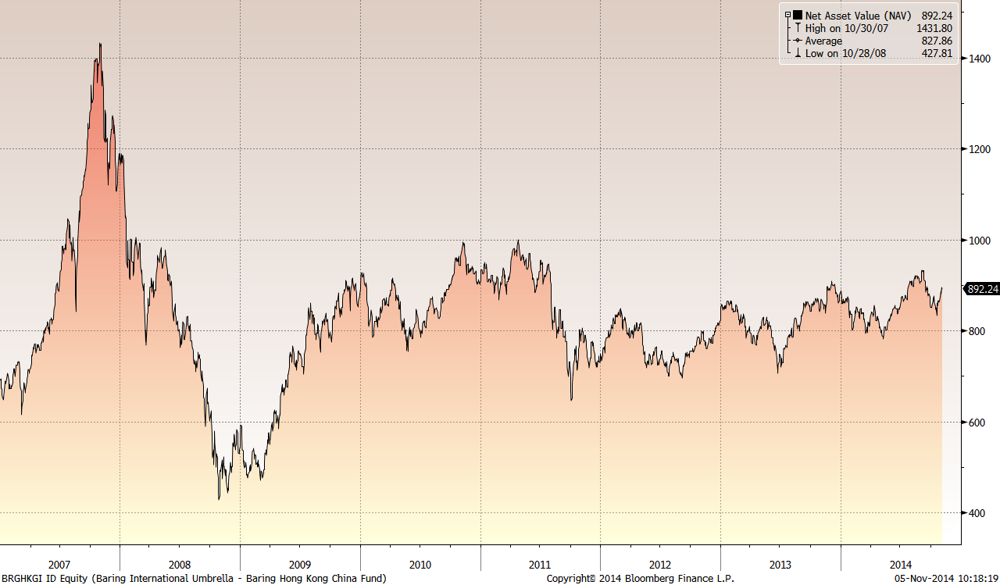 Net Asset Value (NAV) 892.24
High on 10/30/07 1431.80
Average 827.86
Low on 10/28/08 427.81
1400
1200
1000
892.24
800
600
400
2007 2008 2009 2010 2011 2012 2013 2014
BRGHKGI ID Equity (Baring International Umbrella - Baring Hong Kong China Fund) Copyright© 2014 Bloomberg Finance L.P. 05-Nov-2014 10:18:19